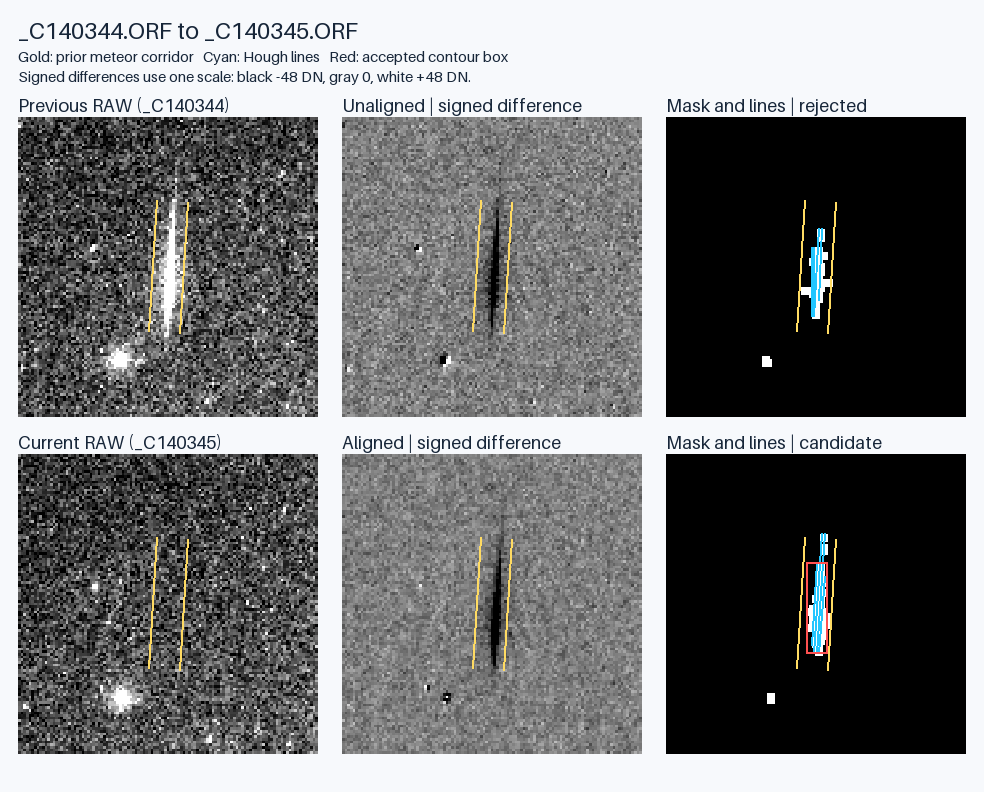 _C140344.ORF to _C140345.ORF
Gold: prior meteor corridor Cyan: Hough lines Red: accepted contour box
Signed differences use one scale: black -48 DN, gray 0, white +48 DN.
Previous RAW (_C140344)
Unaligned | signed difference
Mask and lines | rejected
Current RAW (_C140345)
Aligned | signed difference
Mask and lines | candidate